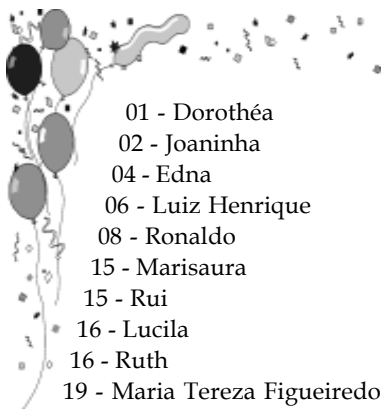 01 - Dorothéa
02 - Joaninha
04 - Edna
06 - Luiz Henrique
08 - Ronaldo
15 - Marisaura
15 - Rui
16 - Lucila
16 - Ruth
19 - Maria Tereza Figueiredo